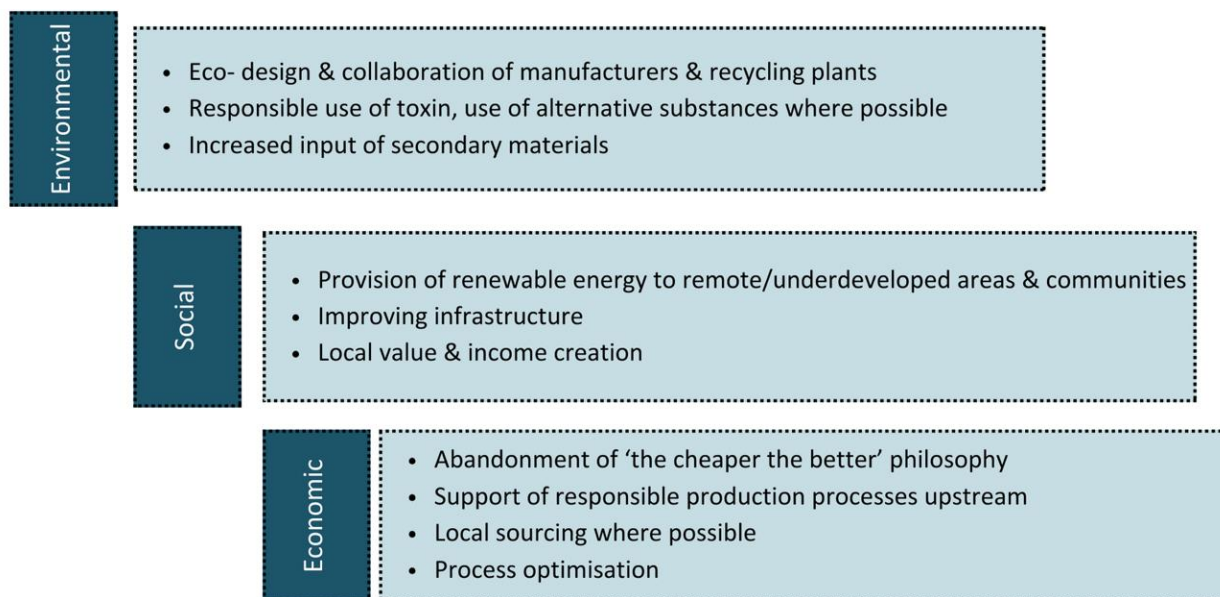 Environmental
• Eco- design & collaboration of manufacturers & recycling plants
• Responsible use of toxin, use of alternative substances where possible
• Increased input of secondary materials
Social
• Provision of renewable energy to remote/underdeveloped areas & communities
• Improving infrastructure
• Local value & income creation
Economic
• Abandonment of ‘the cheaper the better’ philosophy
• Support of responsible production processes upstream
• Local sourcing where possible
• Process optimisation